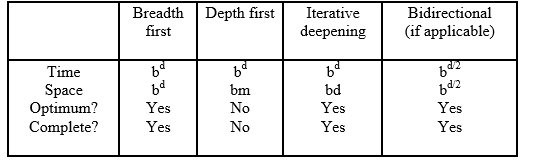 Breadth first Depth first Iterative deepening Bidirectional (if applicable)
Time b^d b^d b^d b^d/2
Space b^d bm bd b^d/2
Optimum? Yes No Yes Yes
Complete? Yes No Yes Yes